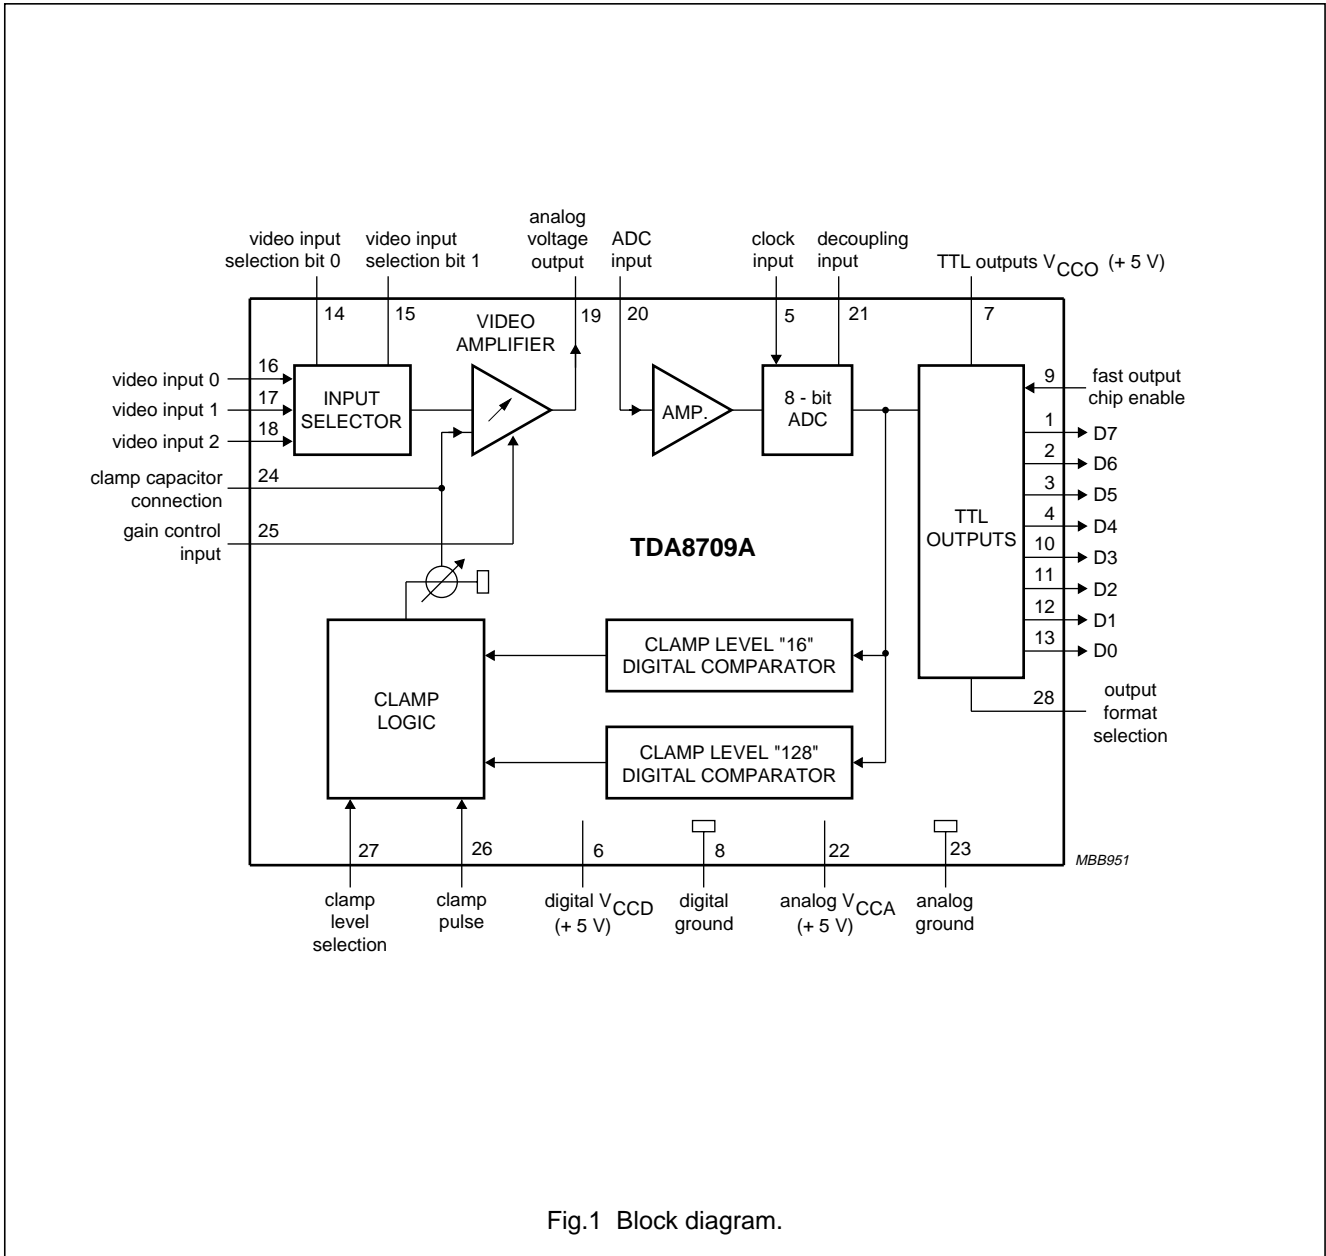 analog
video input video input voltage ADC clock decoupling
selection bit 0 selection bit 1 output input input input TTL outputs VCCO (+ 5 V)
14 15 VIDEO 19 20 5 21 7
AMPLIFIER
16 9 fast output
video input 0 chip enable
17 INPUT 8 - bit 1 D7
video input 1 SELECTOR AMP. ADC
18 2 D6
video input 2
3 D5
24
clamp capacitor
connection
4 D4
25 TTL
gain control OUTPUTS
input
TDA8709A
10 D3
11 D2
12 D1
13 D0
CLAMP LEVEL "16"
DIGITAL COMPARATOR
CLAMP
LOGIC
28 output
format
selection
CLAMP LEVEL "128"
DIGITAL COMPARATOR
27 26 6 8 22 23
MBB951
clamp clamp digital VCCD digital analog VCCA analog
level pulse (+ 5 V) ground (+ 5 V) ground
selection
Fig.1 Block diagram.